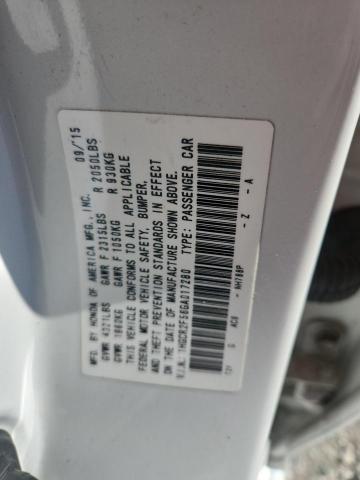 MFD. BY HONDA OF AMERICA MFG., INC. 09/15
GVWR 4321LBS GAWR F 2315LBS R 2050LBS
GVWR 1960KG GAWR F 1050KG R 930KG
THIS VEHICLE CONFORMS TO ALL APPLICABLE
FEDERAL MOTOR VEHICLE SAFETY, BUMPER,
AND THEFT PREVENTION STANDARDS IN EFFECT
ON THE DATE OF MANUFACTURE SHOWN ABOVE.
V.I.N.: 1HGCR2F58GA017280 TYPE: PASSENGER CAR
G AC0 - NH788P - Z - A